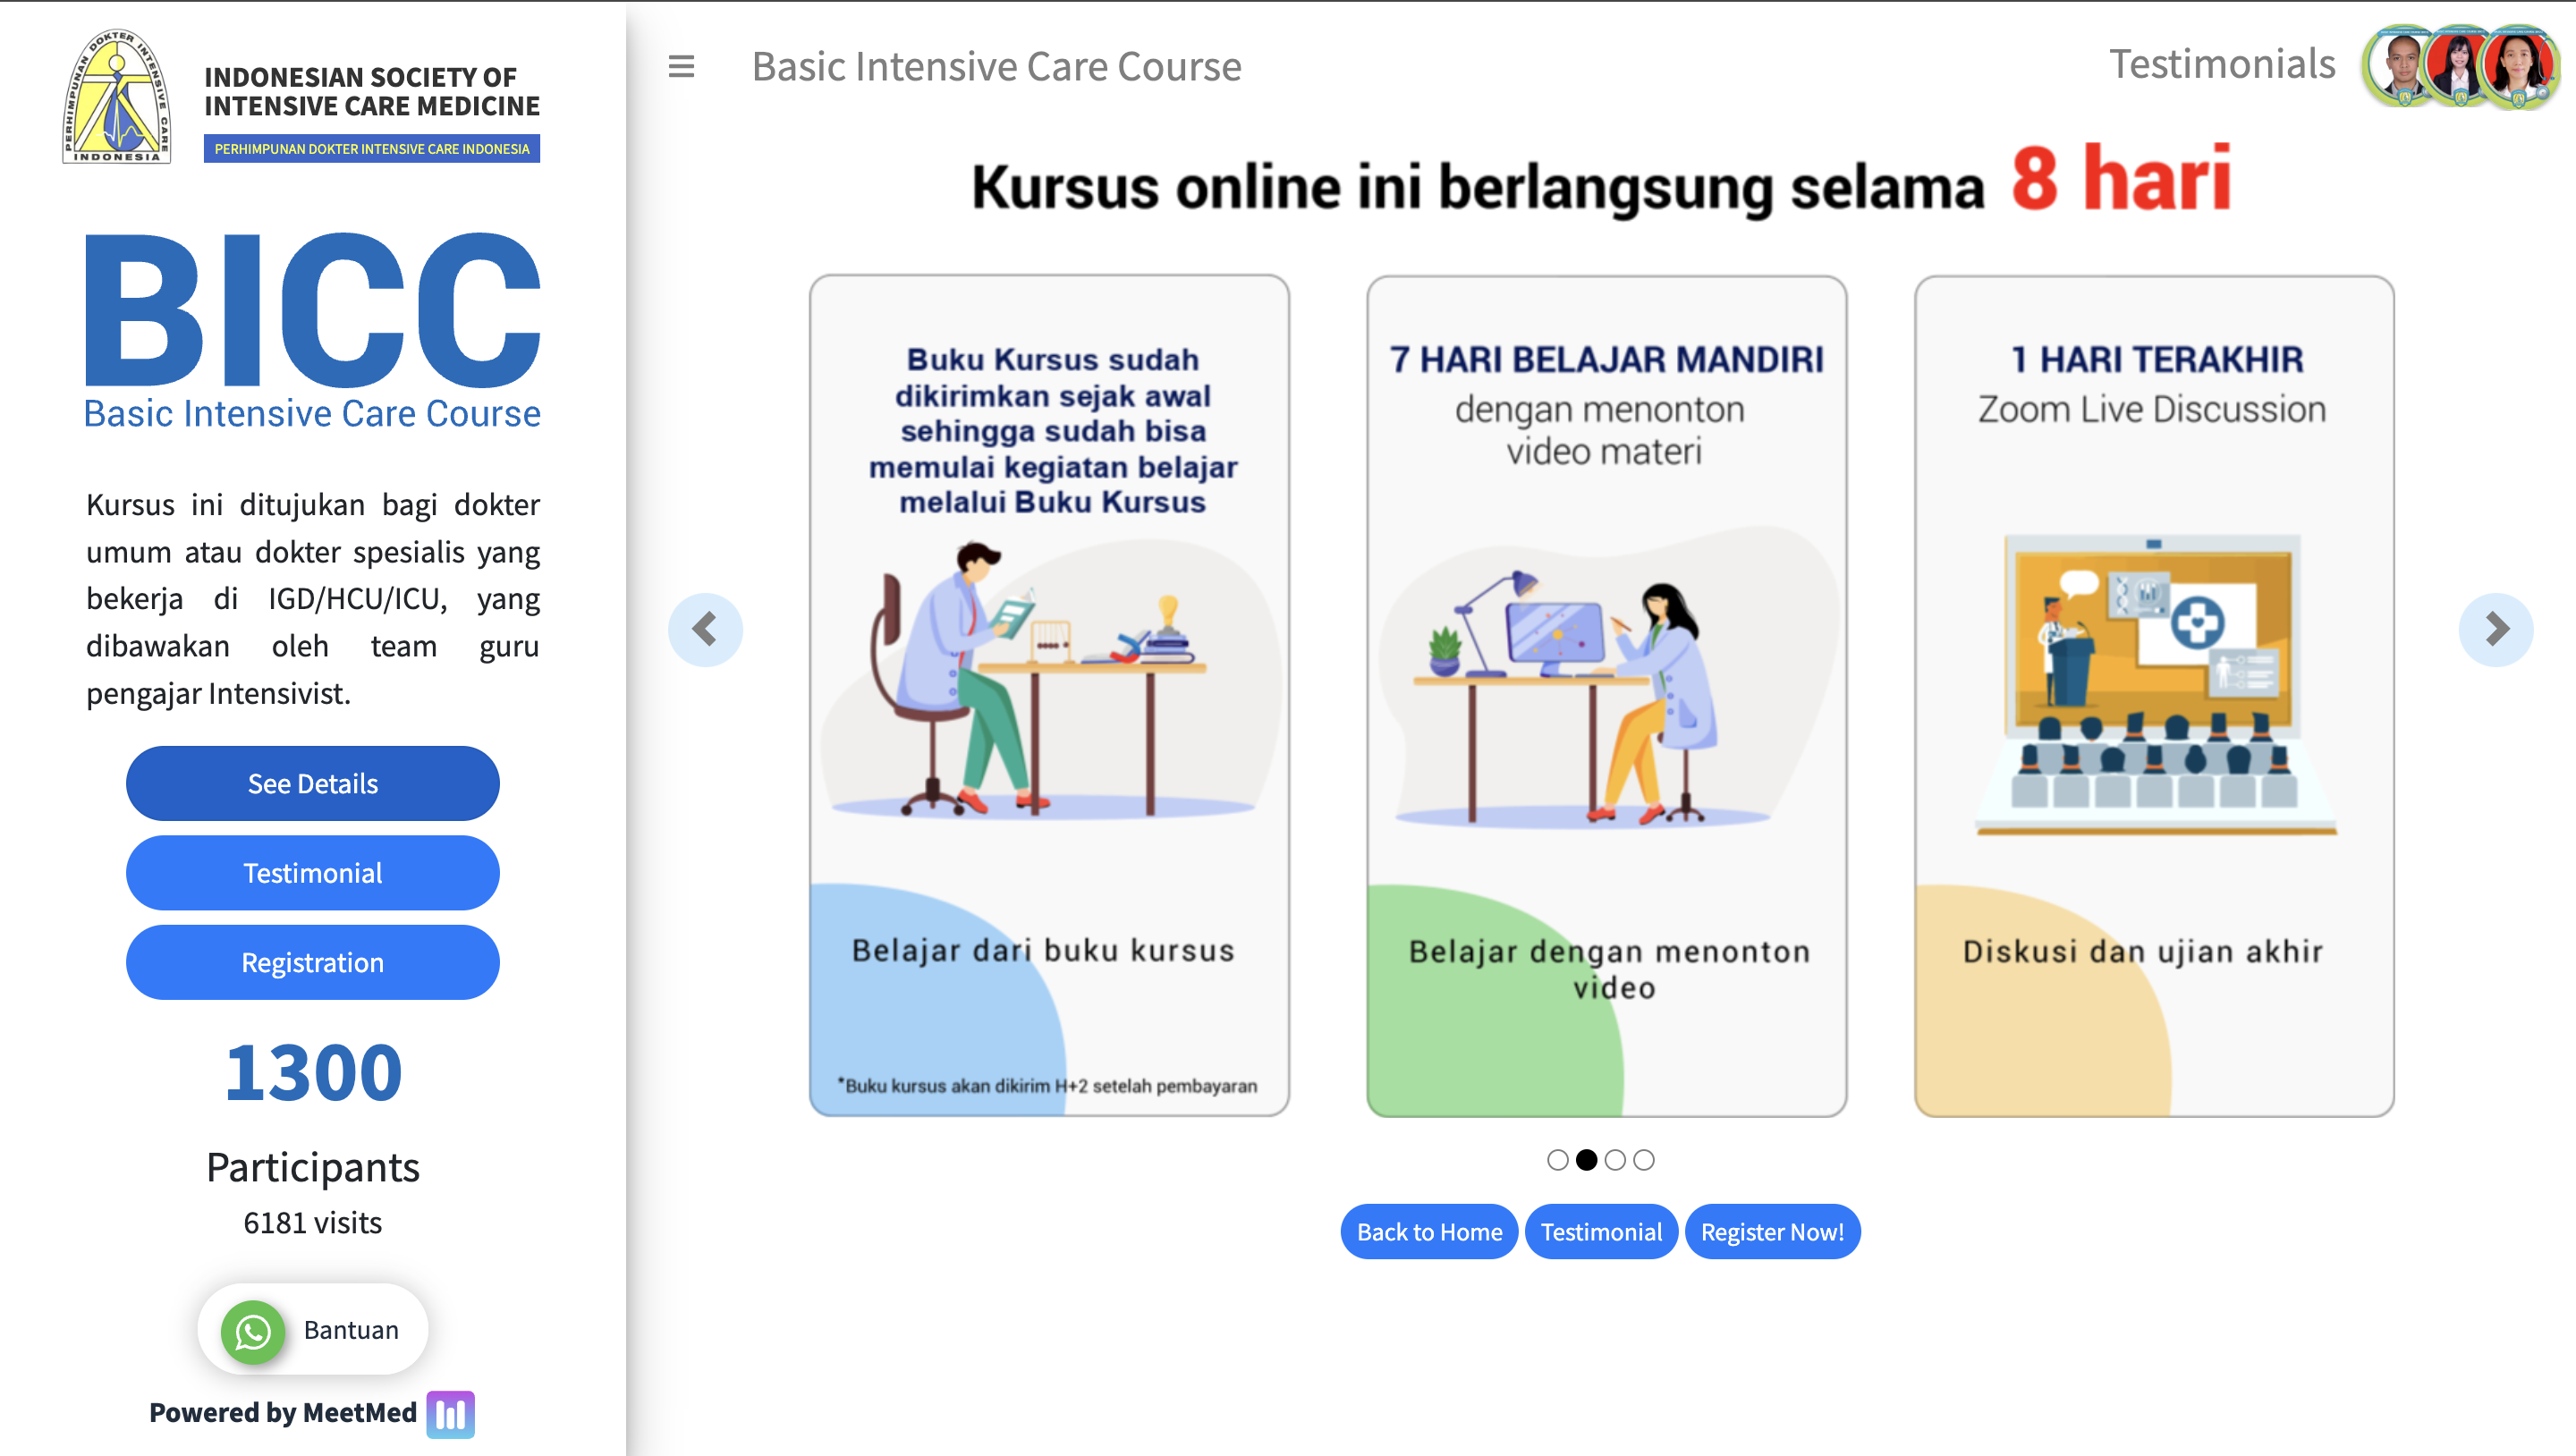 PERHIMPUNAN DOKTER INTENSIVE CARE
INDONESIA
INDONESIAN SOCIETY OF
INTENSIVE CARE MEDICINE
PERHIMPUNAN DOKTER INTENSIVE CARE INDONESIA
BICC
Basic Intensive Care Course
Kursus ini ditujukan bagi dokter
umum atau dokter spesialis yang
bekerja di IGD/HCU/ICU, yang
dibawakan oleh team guru
pengajar Intensivist.
See Details
Testimonial
Registration
1300
Participants
6181 visits
Bantuan
Powered by MeetMed
Basic Intensive Care Course
Testimonials
Kursus online ini berlangsung selama 8 hari
Buku Kursus sudah
dikirimkan sejak awal
sehingga sudah bisa
memulai kegiatan belajar
melalui Buku Kursus
Belajar dari buku kursus
*Buku kursus akan dikirim H+2 setelah pembayaran
7 HARI BELAJAR MANDIRI
dengan menonton
video materi
Belajar dengan menonton
video
1 HARI TERAKHIR
Zoom Live Discussion
Diskusi dan ujian akhir
Back to Home
Testimonial
Register Now!